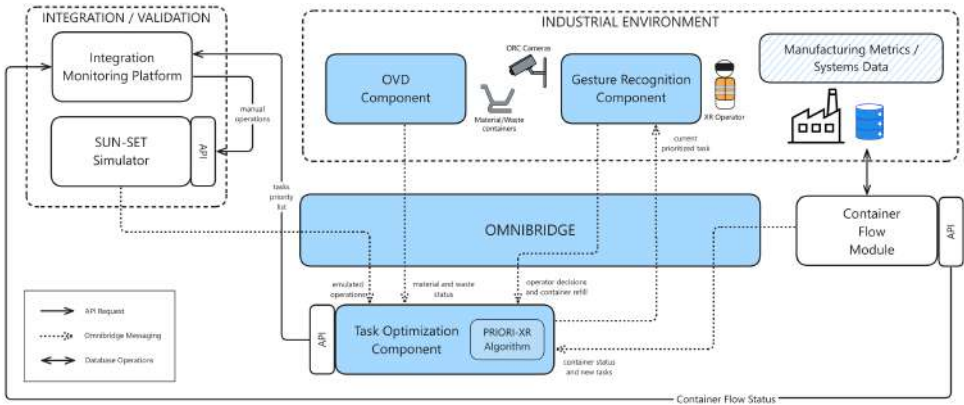 INTEGRATION / VALIDATION
Integration
Monitoring Platform
manual
operations
SUN-SET
Simulator
API
INDUSTRIAL ENVIRONMENT
OVD
Component
Material/Waste
containers
ORC Cameras
Gesture Recognition
Component
XR Operator
current
prioritized task
Manufacturing Metrics /
Systems Data
tasks
priority
list
OMNIBRIDGE
Container
Flow
Module
API
emulated
operations
material and waste
status
operator decisions
and container refill
API
Task Optimization
Component
PRIORI-XR
Algorithm
container status
and new tasks
API Request
Omnibridge Messaging
Database Operations
Container Flow Status